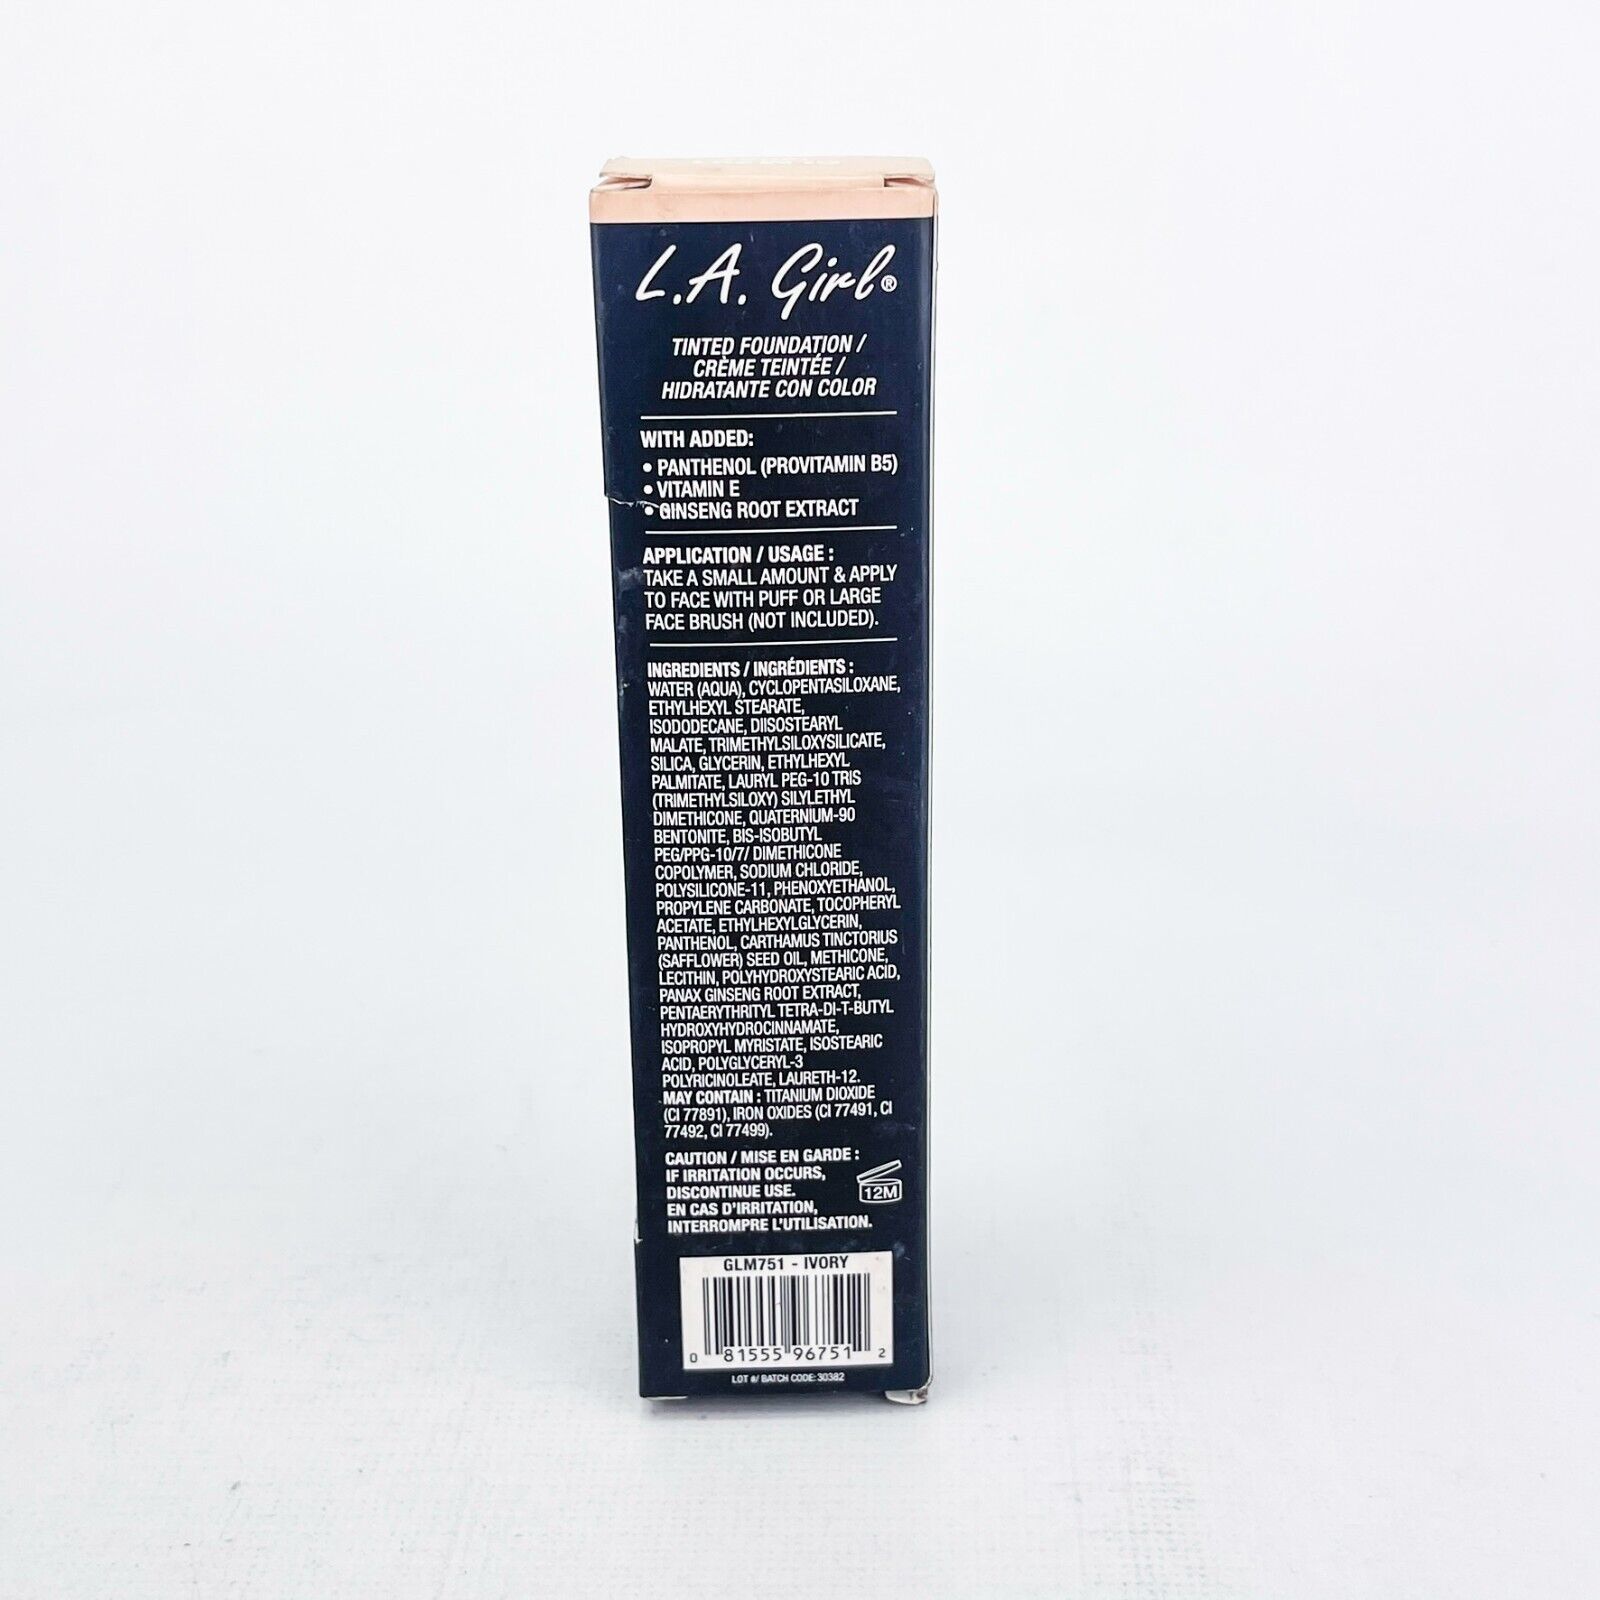 L.A. Girl®
TINTED FOUNDATION /
CRÈME TEINTÉE /
HIDRATANTE CON COLOR
WITH ADDED:
• PANTHENOL (PROVITAMIN B5)
• VITAMIN E
• GINSENG ROOT EXTRACT
APPLICATION / USAGE :
TAKE A SMALL AMOUNT & APPLY
TO FACE WITH PUFF OR LARGE
FACE BRUSH (NOT INCLUDED).
INGREDIENTS / INGRÉDIENTS :
WATER (AQUA), CYCLOPENTASILOXANE,
ETHYLHEXYL STEARATE,
ISODODECANE, DIISOSTEARYL
MALATE, TRIMETHYLSILOXYSILICATE,
SILICA, GLYCERIN, ETHYLHEXYL
PALMITATE, LAURYL PEG-10 TRIS
(TRIMETHYLSILOXY) SILYLETHYL
DIMETHICONE, QUATERNIUM-90
BENTONITE, BIS-ISOBUTYL
PEG/PPG-10/7/ DIMETHICONE
COPOLYMER, SODIUM CHLORIDE,
POLYSILICONE-11, PHENOXYETHANOL,
PROPYLENE CARBONATE, TOCOPHERYL
ACETATE, ETHYLHEXYLGLYCERIN,
PANTHENOL, CARTHAMUS TINCTORIUS
(SAFFLOWER) SEED OIL, METHICONE,
LECITHIN, POLYHYDROXYSTEARIC ACID,
PANAX GINSENG ROOT EXTRACT,
PENTAERYTHRITYL TETRA-DI-T-BUTYL
HYDROXYHYDROCINNAMATE,
ISOPROPYL MYRISTATE, ISOSTEARIC
ACID, POLYGLYCERYL-3
POLYRICINOLEATE, LAURETH-12.
MAY CONTAIN : TITANIUM DIOXIDE
(CI 77891), IRON OXIDES (CI 77491, CI
77492, CI 77499).
CAUTION / MISE EN GARDE :
IF IRRITATION OCCURS,
DISCONTINUE USE.
EN CAS D'IRRITATION,
INTERROMPRE L'UTILISATION.
12M
GLM751 - IVORY
0 81555 96751 2
LOT #/ BATCH CODE: 30382